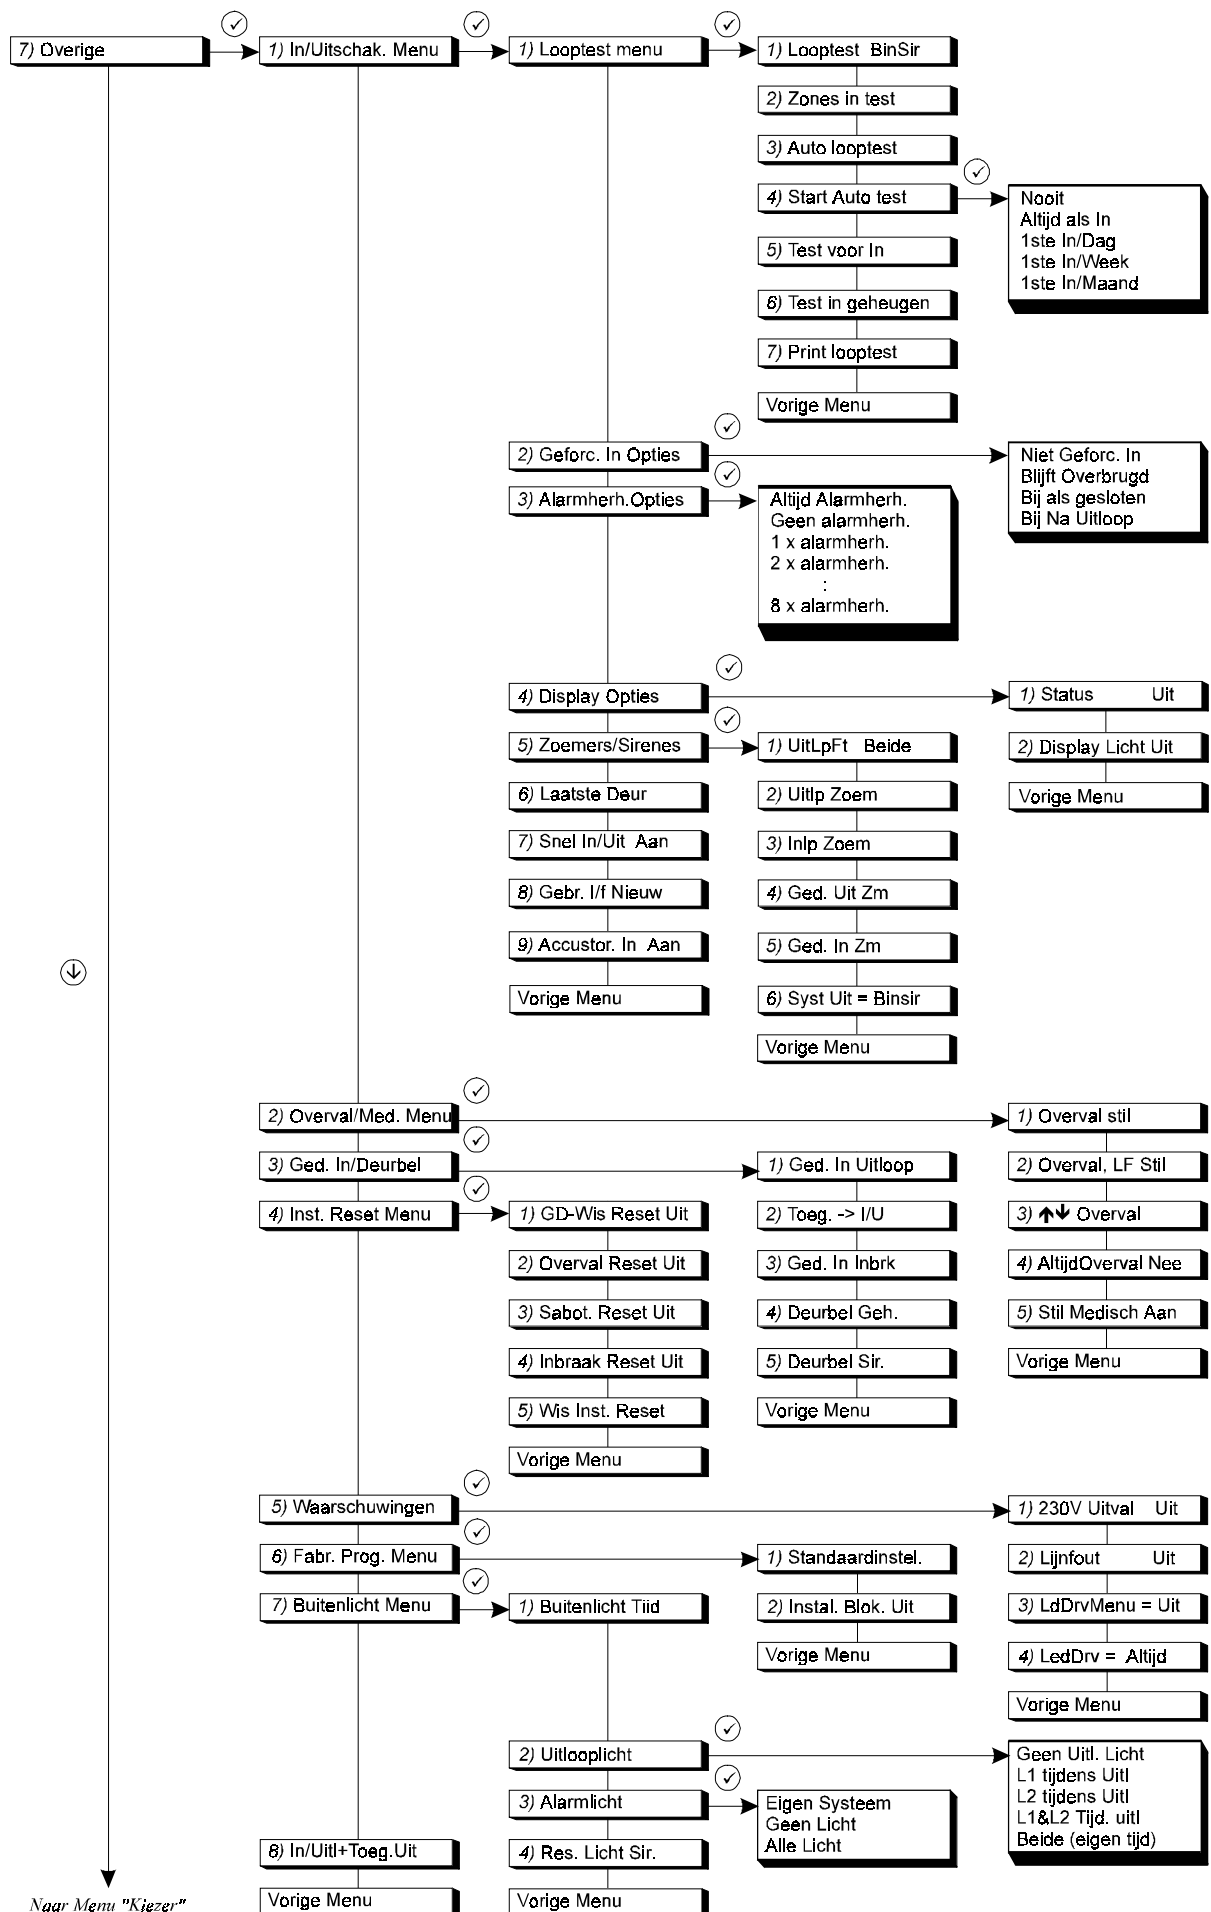 7) Overige
1) In/Uitschak. Menu
1) Looptest menu
1) Looptest BinSir
2) Zones in test
3) Auto looptest
4) Start Auto test
Nooit
Altijd als In
1ste In/Dag
1ste In/Week
1ste In/Maand
5) Test voor In
6) Test in geheugen
7) Print looptest
Vorige Menu
2) Geforc. In Opties
Niet Geforc. In
Blijft Overbrugd
Bij als gesloten
Bij Na Uitloop
3) Alarmherh.Opties
Altijd Alarmherh.
Geen alarmherh.
1 x alarmherh.
2 x alarmherh.
:
8 x alarmherh.
4) Display Opties
1) Status Uit
2) Display Licht Uit
Vorige Menu
5) Zoemers/Sirenes
1) UitLpFt Beide
2) Uitlp Zoem
3) Inlp Zoem
4) Ged. Uit Zm
5) Ged. In Zm
6) Syst Uit = Binsir
Vorige Menu
6) Laatste Deur
7) Snel In/Uit Aan
8) Gebr. I/f Nieuw
9) Accustor. In Aan
Vorige Menu
2) Overval/Med. Menu
1) Overval stil
2) Overval, LF Stil
3) 🡩🡫 Overval
4) AltijdOverval Nee
5) Stil Medisch Aan
Vorige Menu
3) Ged. In/Deurbel
1) Ged. In Uitloop
2) Toeg. -> I/U
3) Ged. In Inbrk
4) Deurbel Geh.
5) Deurbel Sir.
Vorige Menu
4) Inst. Reset Menu
1) GD-Wis Reset Uit
2) Overval Reset Uit
3) Sabot. Reset Uit
4) Inbraak Reset Uit
5) Wis Inst. Reset
Vorige Menu
5) Waarschuwingen
1) 230V Uitval Uit
2) Lijnfout Uit
3) LdDrvMenu = Uit
4) LedDrv = Altijd
Vorige Menu
6) Fabr. Prog. Menu
1) Standaardinstel.
2) Instal. Blok. Uit
Vorige Menu
7) Buitenlicht Menu
1) Buitenlicht Tiid
2) Uitlooplicht
Geen Uitl. Licht
L1 tijdens Uitl
L2 tijdens Uitl
L1&L2 Tijd. uitl
Beide (eigen tijd)
3) Alarmlicht
Eigen Systeem
Geen Licht
Alle Licht
4) Res. Licht Sir.
Vorige Menu
8) In/Uitl+Toeg.Uit
Vorige Menu
Naar Menu "Kiezer"